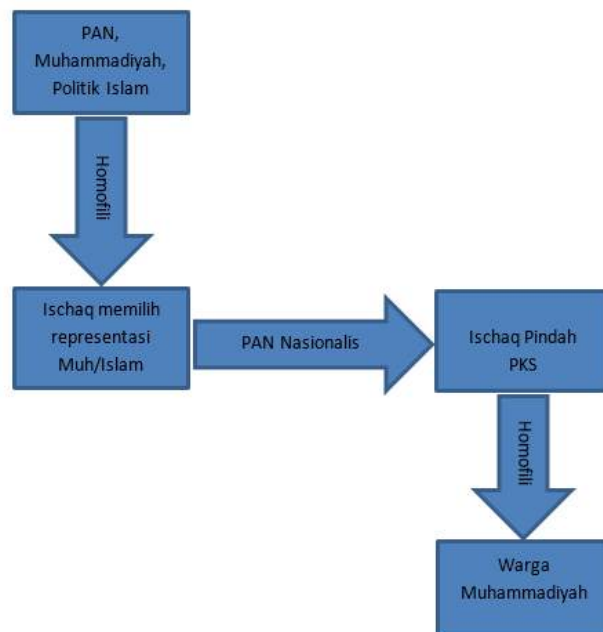 PAN,
Muhammadiyah,
Politik Islam
Homofili
Ischaq memilih
representasi
Muh/Islam
PAN Nasionalis
Ischaq Pindah
PKS
Homofili
Warga
Muhammadiyah